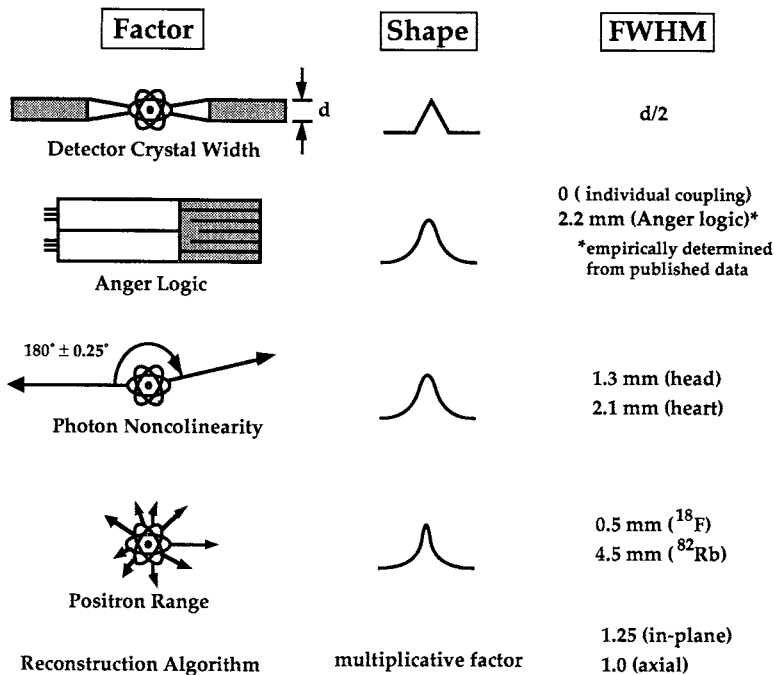 Factor Shape FWHM
d d/2
Detector Crystal Width
0 ( individual coupling)
2.2 mm (Anger logic)*
*empirically determined
from published data
Anger Logic
180° ± 0.25°
1.3 mm (head)
2.1 mm (heart)
Photon Noncolinearity
0.5 mm (18F)
4.5 mm (82Rb)
Positron Range
1.25 (in-plane)
Reconstruction Algorithm multiplicative factor 1.0 (axial)